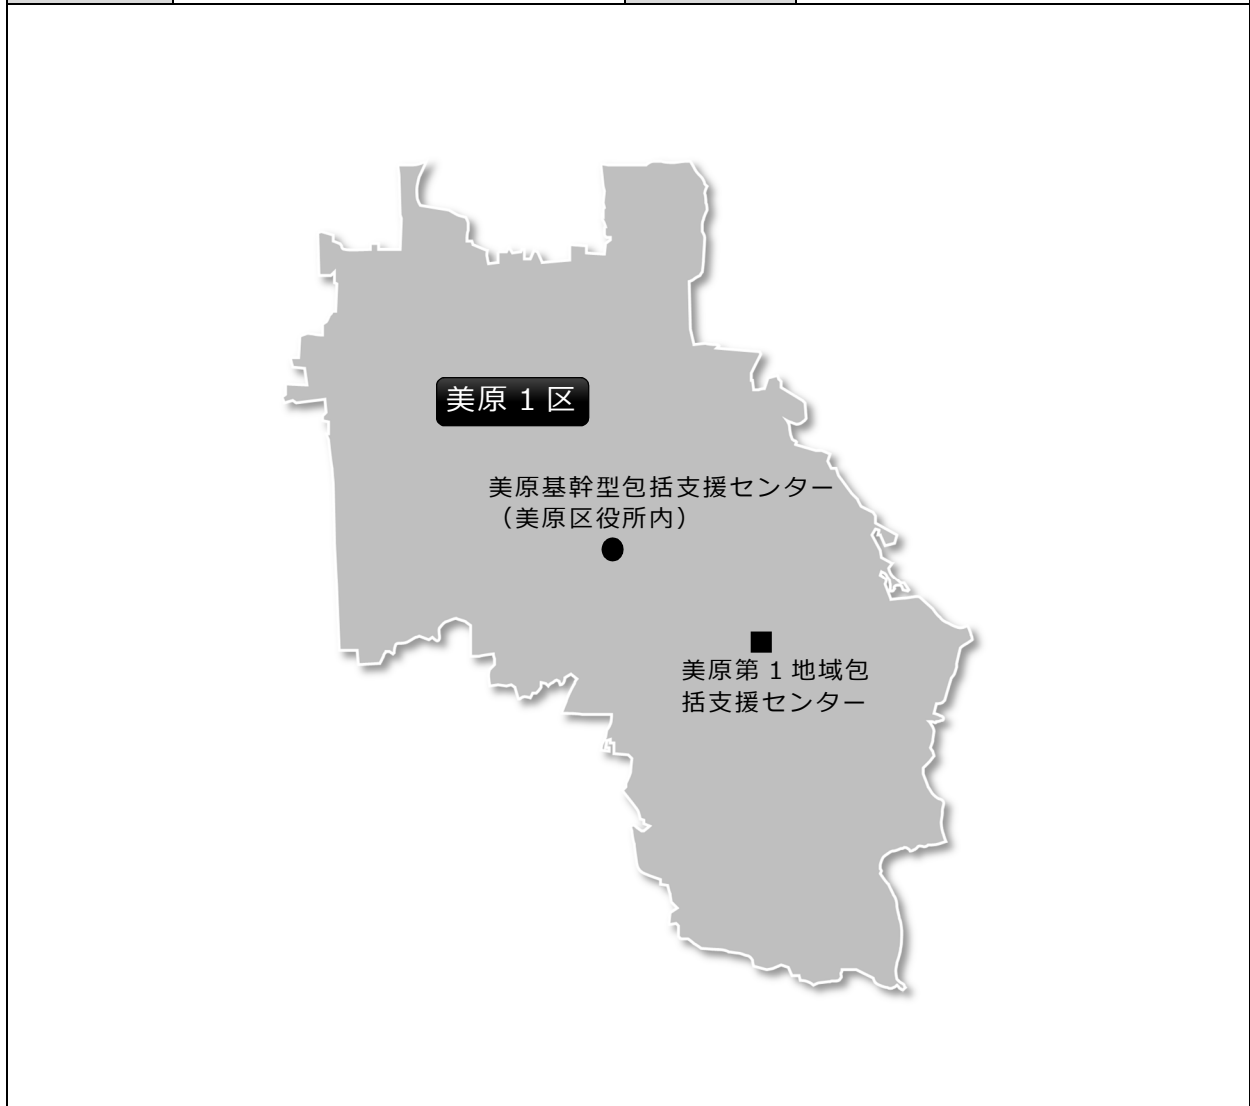 美原１区
美原基幹型包括支援センター
（美原区役所内）
美原第１地域包
括支援センター